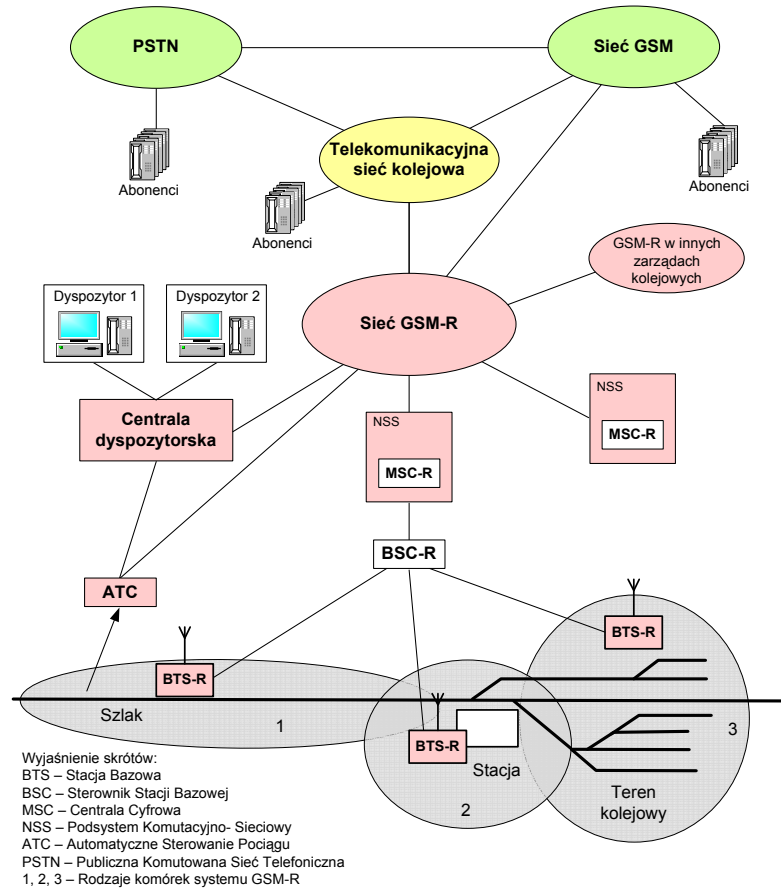 PSTN
Sieć GSM
Abonenci
Telekomunikacyjna
sieć kolejowa
Abonenci
Abonenci
GSM-R w innych
zarządach
kolejowych
Dyspozytor 1
Dyspozytor 2
Sieć GSM-R
Centrala
dyspozytorska
NSS
MSC-R
NSS
MSC-R
BSC-R
ATC
BTS-R
BTS-R
BTS-R
Szlak
1
Stacja
2
3
Teren
kolejowy
Wyjaśnienie skrótów:
BTS – Stacja Bazowa
BSC – Sterownik Stacji Bazowej
MSC – Centrala Cyfrowa
NSS – Podsystem Komutacyjno- Sieciowy
ATC – Automatyczne Sterowanie Pociągu
PSTN – Publiczna Komutowana Sieć Telefoniczna
1, 2, 3 – Rodzaje komórek systemu GSM-R